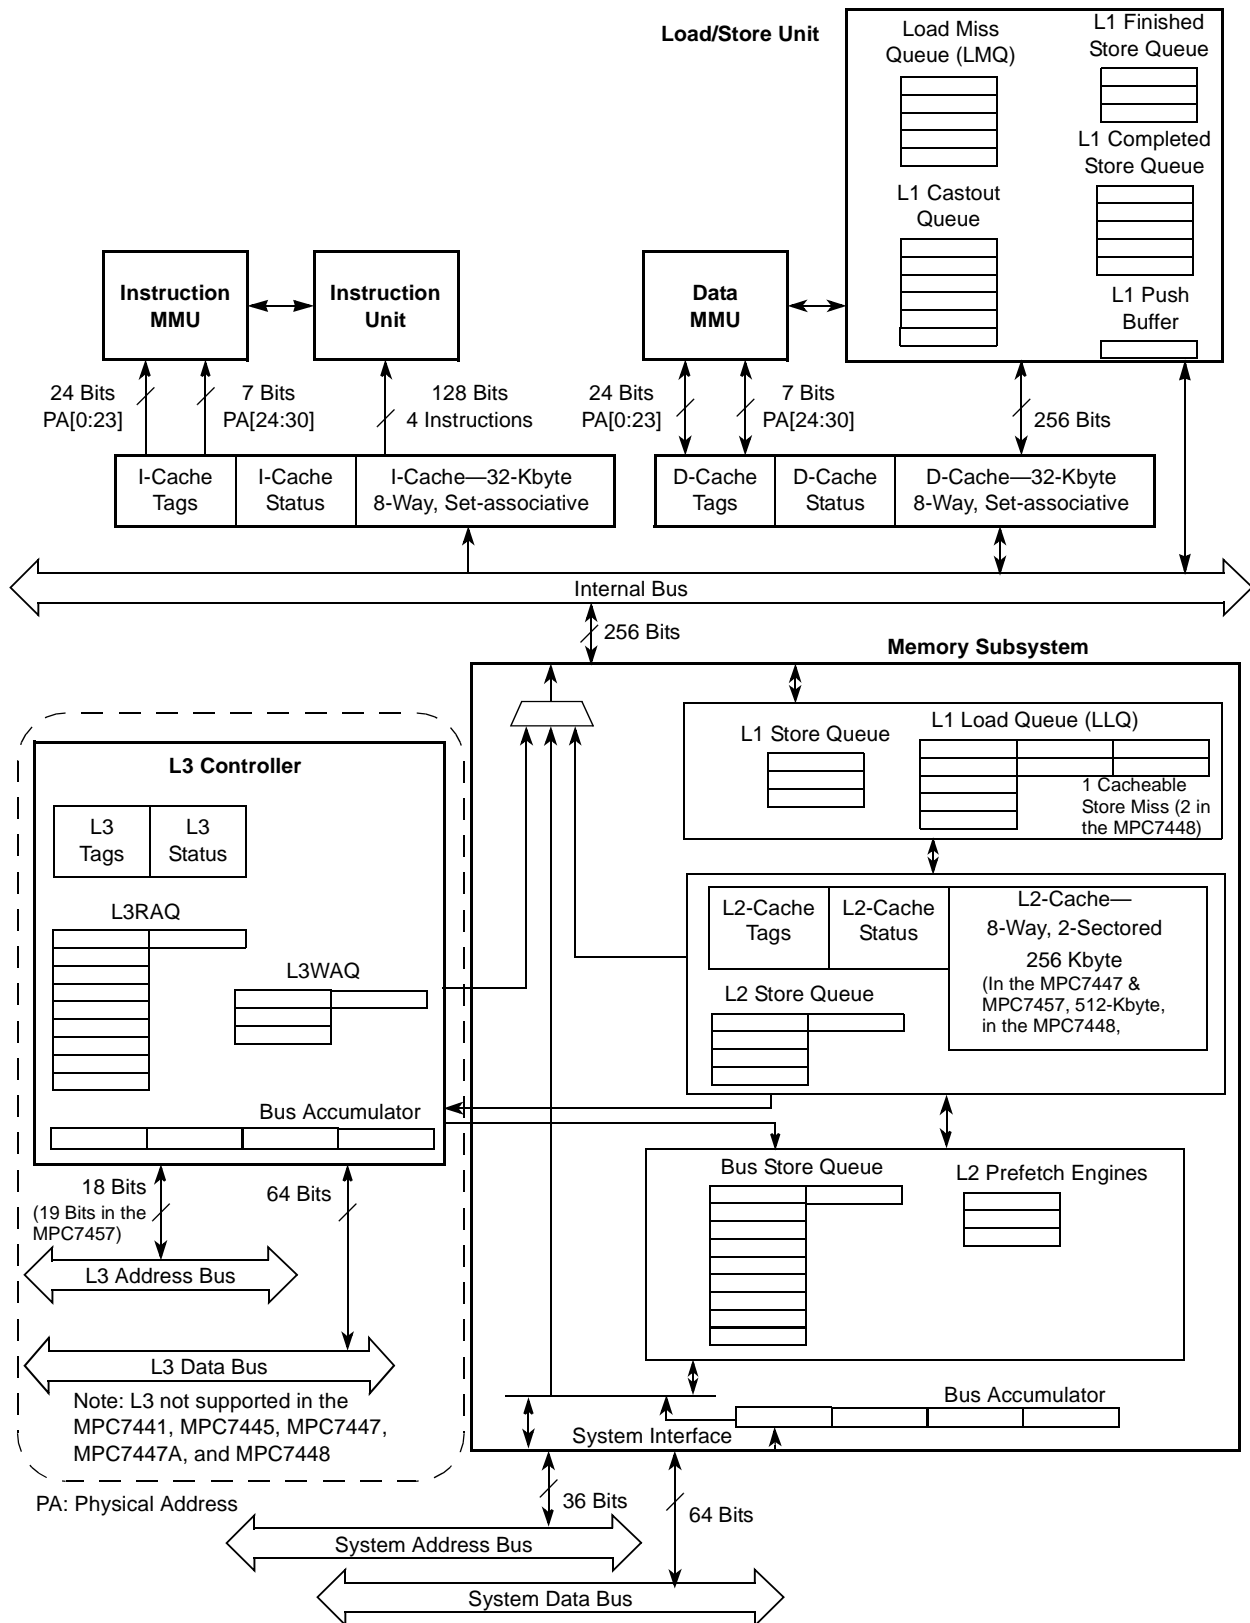 Load/Store Unit
Load Miss
Queue (LMQ)
L1 Finished
Store Queue
L1 Completed
Store Queue
L1 Castout
Queue
L1 Push
Buffer
Instruction
MMU
Instruction
Unit
Data
MMU
24 Bits
PA[0:23]
7 Bits
PA[24:30]
128 Bits
4 Instructions
24 Bits
PA[0:23]
7 Bits
PA[24:30]
256 Bits
I-Cache
Tags
I-Cache
Status
I-Cache—32-Kbyte
8-Way, Set-associative
D-Cache
Tags
D-Cache
Status
D-Cache—32-Kbyte
8-Way, Set-associative
Internal Bus
256 Bits
Memory Subsystem
L1 Store Queue
L1 Load Queue (LLQ)
1 Cacheable
Store Miss (2 in
the MPC7448)
L3 Controller
L3
Tags
L3
Status
L3RAQ
L3WAQ
Bus Accumulator
L2-Cache
Tags
L2-Cache
Status
L2-Cache—
8-Way, 2-Sectored
256 Kbyte
(In the MPC7447 &
MPC7457, 512-Kbyte,
in the MPC7448,
L2 Store Queue
Bus Store Queue
L2 Prefetch Engines
18 Bits
(19 Bits in the
MPC7457)
64 Bits
L3 Address Bus
L3 Data Bus
Note: L3 not supported in the
MPC7441, MPC7445, MPC7447,
MPC7447A, and MPC7448
Bus Accumulator
System Interface
PA: Physical Address
36 Bits
64 Bits
System Address Bus
System Data Bus